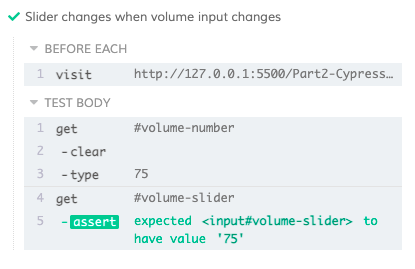 Slider changes when volume input changes
BEFORE EACH
1 visit http://127.0.0.1:5500/Part2-Cypress…
TEST BODY
1 get #volume-number
2 -clear
3 -type 75
4 get #volume-slider
5 -assert expected <input#volume-slider> to
have value '75'